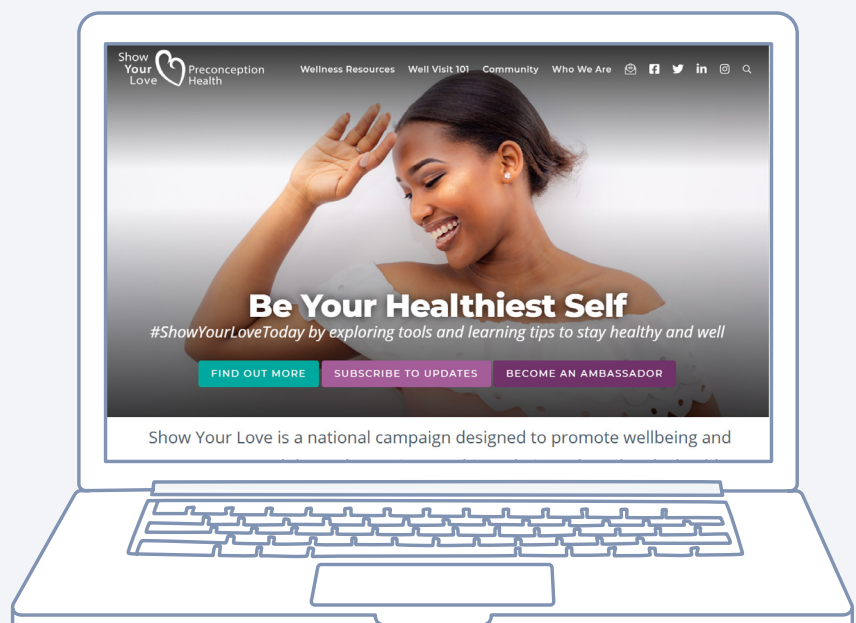 Show
Your
Love
Preconception
Health
Wellness Resources Well Visit 101 Community Who We Are
Be Your Healthiest Self
#ShowYourLoveToday by exploring tools and learning tips to stay healthy and well
FIND OUT MORE SUBSCRIBE TO UPDATES BECOME AN AMBASSADOR
Show Your Love is a national campaign designed to promote wellbeing and